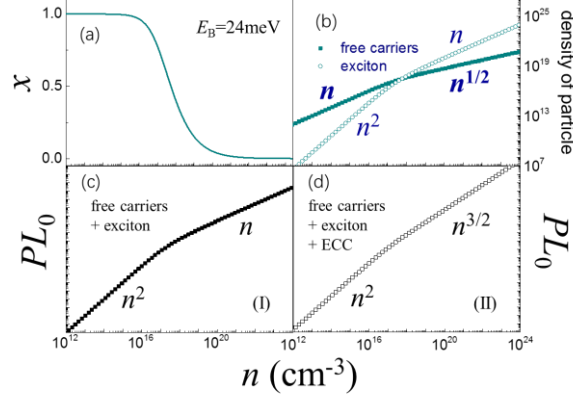 (a)
E_B=24meV
1.0
0.5
0.0
x
(b)
free carriers
exciton
n
n
n^1/2
n^2
10^25
10^19
10^13
10^7
density of particle
(c)
free carriers
+ exciton
n
n^2
(I)
PL_0
(d)
free carriers
+ exciton
+ ECC
n^3/2
n^2
(II)
PL_0
10^12
10^16
10^20
10^12
10^16
10^20
10^24
n (cm^-3)